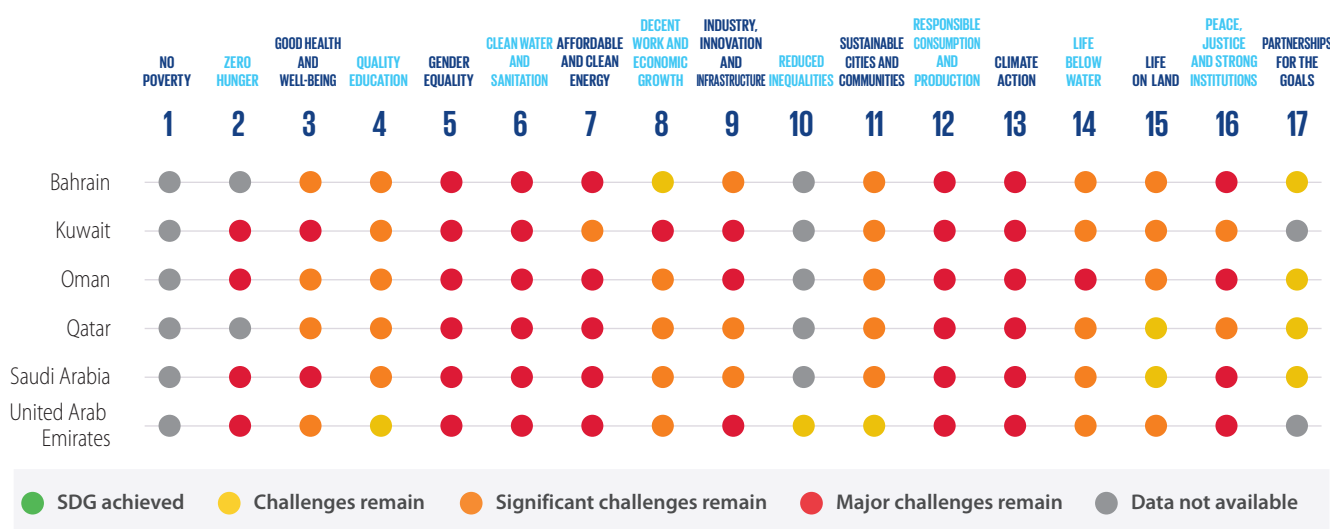 NO
POVERTY
ZERO
HUNGER
GOOD HEALTH
AND
WELL-BEING
QUALITY
EDUCATION
GENDER
EQUALITY
CLEAN WATER
AND
SANITATION
AFFORDABLE
AND CLEAN
ENERGY
DECENT
WORK AND
ECONOMIC
GROWTH
INDUSTRY,
INNOVATION
AND
INFRASTRUCTURE
REDUCED
INEQUALITIES
SUSTAINABLE
CITIES AND
COMMUNITIES
RESPONSIBLE
CONSUMPTION
AND
PRODUCTION
CLIMATE
ACTION
LIFE
BELOW
WATER
LIFE
ON LAND
PEACE,
JUSTICE
AND STRONG
INSTITUTIONS
PARTNERSHIPS
FOR THE
GOALS
1 2 3 4 5 6 7 8 9 10 11 12 13 14 15 16 17
Bahrain
Kuwait
Oman
Qatar
Saudi Arabia
United Arab
Emirates
SDG achieved Challenges remain Significant challenges remain Major challenges remain Data not available